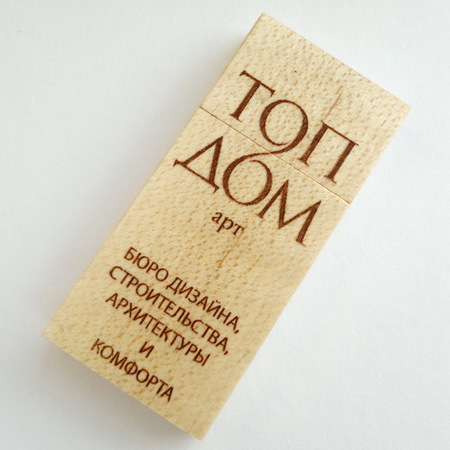 ТОП
ДОМ
арт
БЮРО ДИЗАЙНА,
СТРОИТЕЛЬСТВА,
АРХИТЕКТУРЫ
И
КОМФОРТА